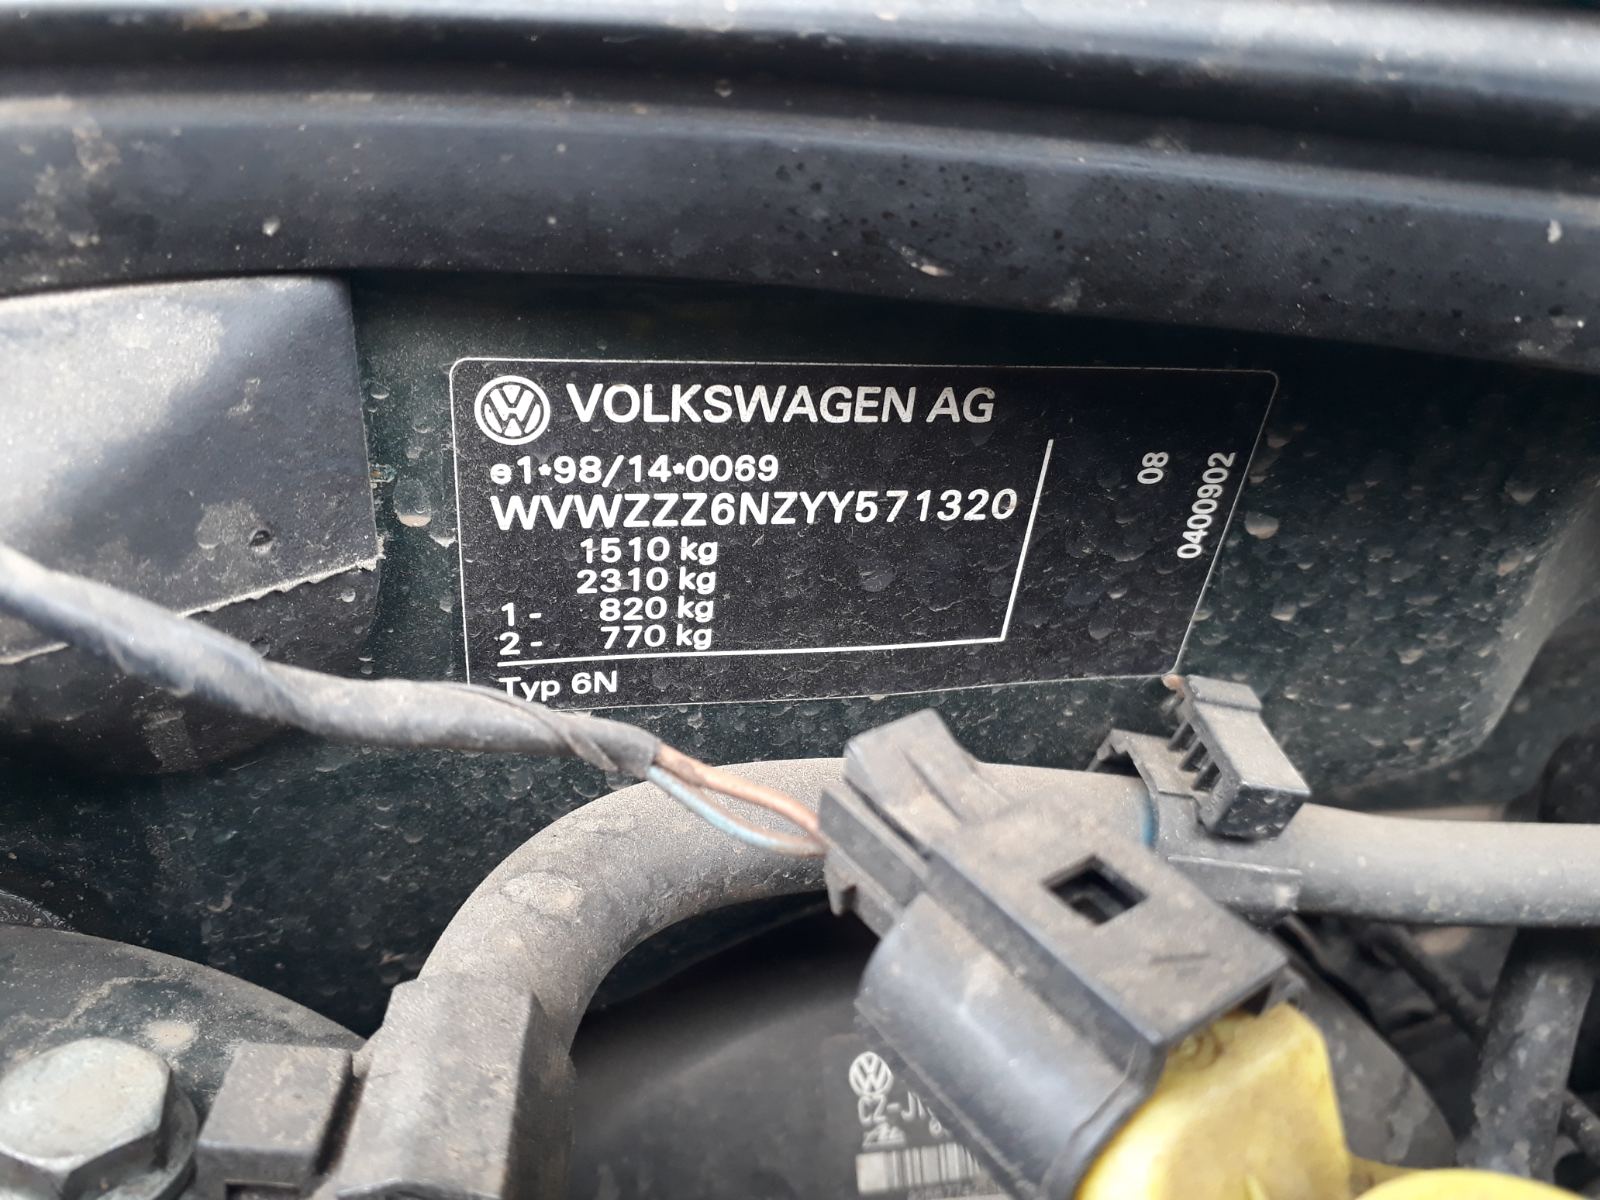 VOLKSWAGEN AG
e1*98/14*0069
WVWZZZ6NZYY571320
1510 kg
2310 kg
1 - 820 kg
2 - 770 kg
Typ 6N
08
0400902